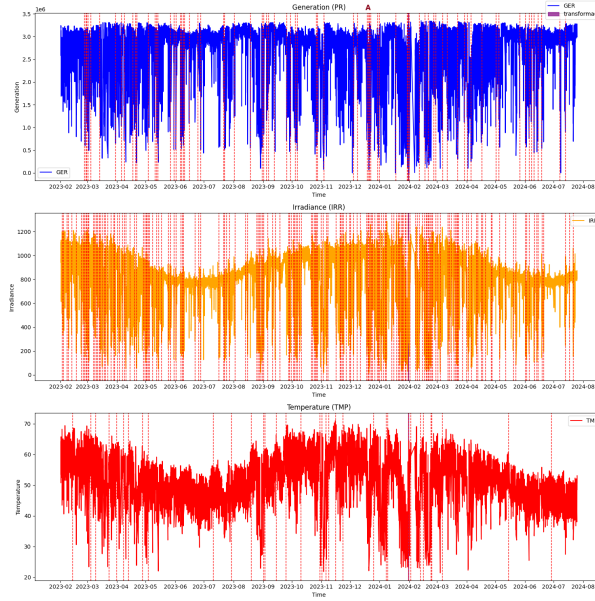 Generation (PR)
A
1e6
GER
transforma
3.5
3.0
2.5
2.0
1.5
1.0
0.5
0.0
Generation
GER
2023-02 2023-03 2023-04 2023-05 2023-06 2023-07 2023-08 2023-09 2023-10 2023-11 2023-12 2024-01 2024-02 2024-03 2024-04 2024-05 2024-06 2024-07 2024-08
Time
Irradiance (IRR)
IR
1200
1000
800
600
400
200
0
Irradiance
2023-02 2023-03 2023-04 2023-05 2023-06 2023-07 2023-08 2023-09 2023-10 2023-11 2023-12 2024-01 2024-02 2024-03 2024-04 2024-05 2024-06 2024-07 2024-08
Time
Temperature (TMP)
TM
70
60
50
40
30
20
Temperature
2023-02 2023-03 2023-04 2023-05 2023-06 2023-07 2023-08 2023-09 2023-10 2023-11 2023-12 2024-01 2024-02 2024-03 2024-04 2024-05 2024-06 2024-07 2024-08
Time